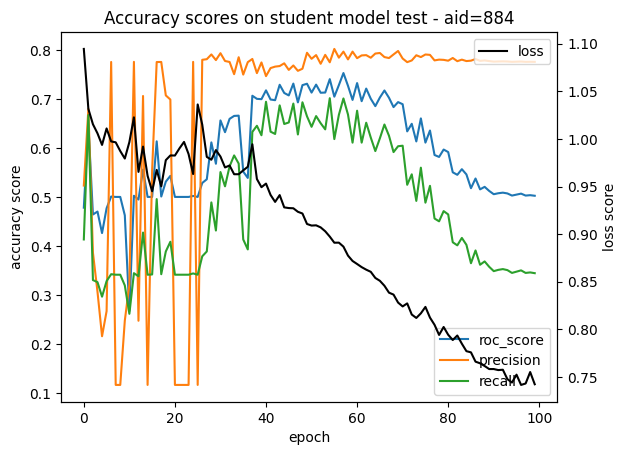 Accuracy scores on student model test - aid=884
accuracy score
0.8
0.7
0.6
0.5
0.4
0.3
0.2
0.1
0
20
40
60
80
100
epoch
1.10
1.05
1.00
0.95
0.90
0.85
0.80
0.75
loss score
loss
roc_score
precision
recall